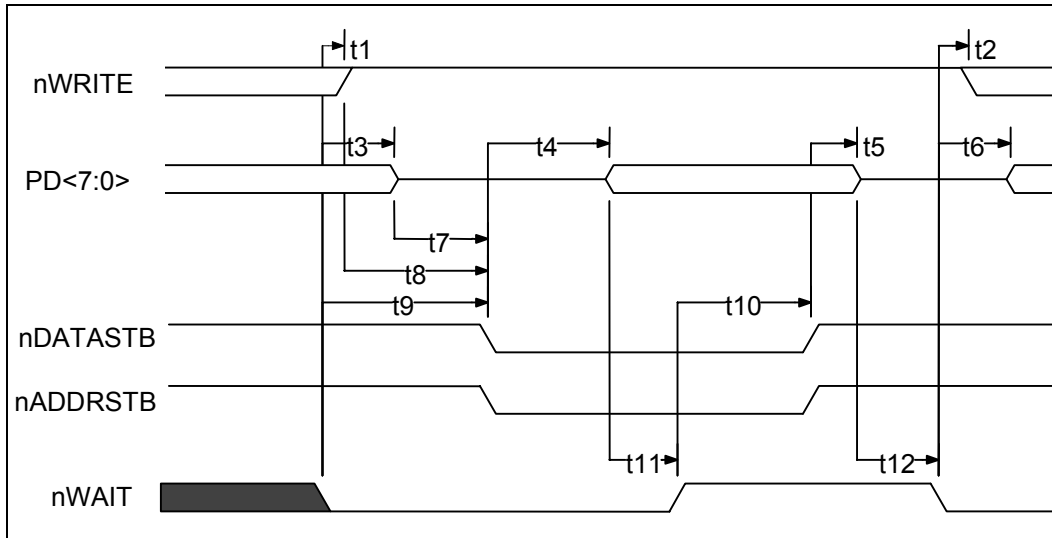 t1 t2
nWRITE
t3 t4 t5 t6
PD<7:0>
t7
t8
t9 t10
nDATASTB
nADDRSTB
t11 t12
nWAIT